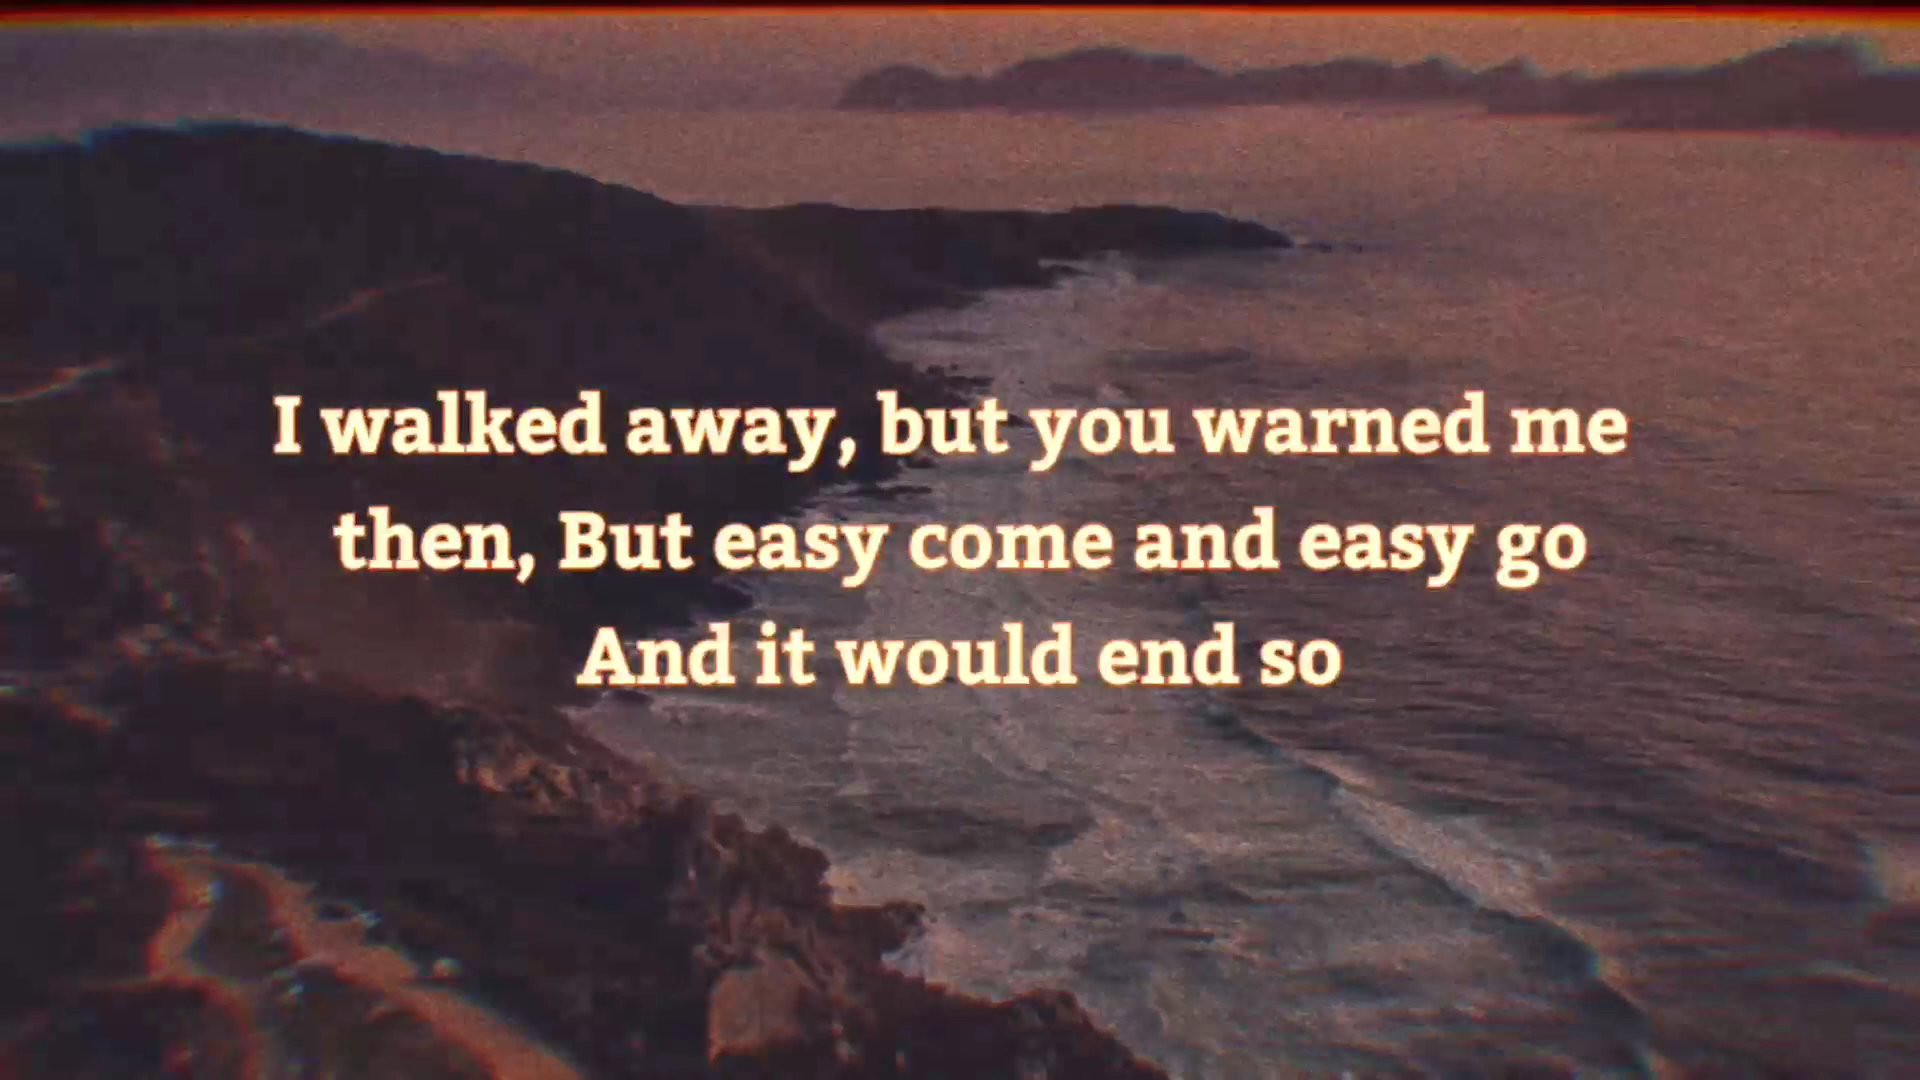 I walked away, but you warned me
then, But easy come and easy go
And it would end so